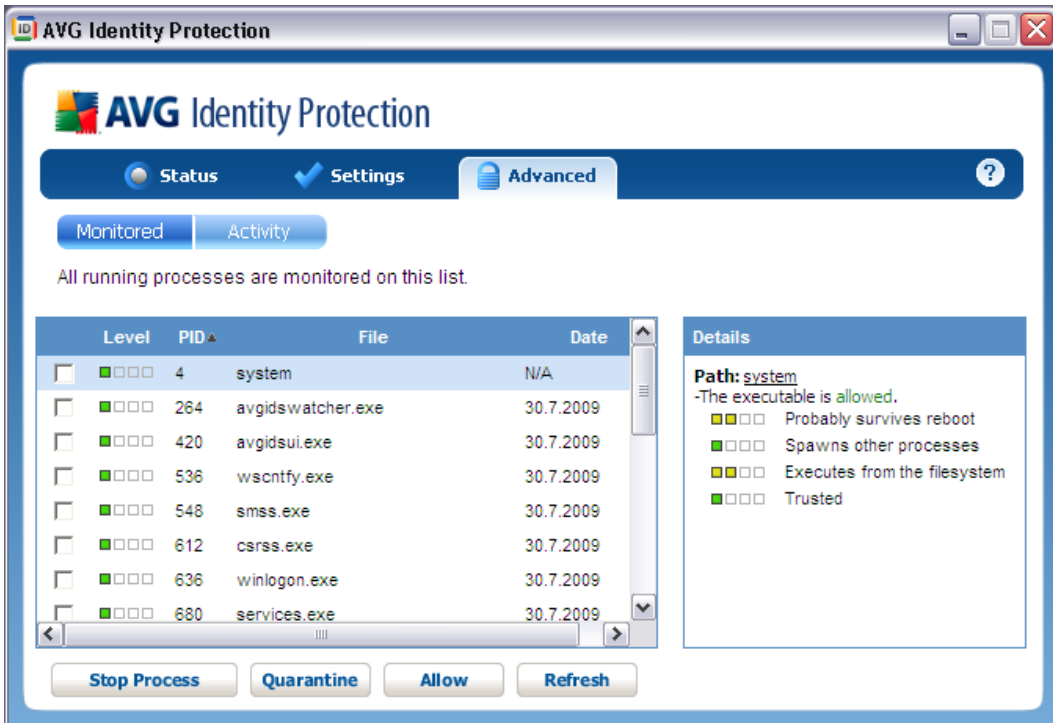 ID AVG Identity Protection
AVG Identity Protection
Status Settings Advanced ?
Monitored Activity
All running processes are monitored on this list.
Level PID File Date
4 system N/A
264 avgidswatcher.exe 30.7.2009
420 avgidsui.exe 30.7.2009
536 wscntfy.exe 30.7.2009
548 smss.exe 30.7.2009
612 csrss.exe 30.7.2009
636 winlogon.exe 30.7.2009
680 services.exe 30.7.2009
Details
Path: system
-The executable is allowed.
Probably survives reboot
Spawns other processes
Executes from the filesystem
Trusted
Stop Process Quarantine Allow Refresh